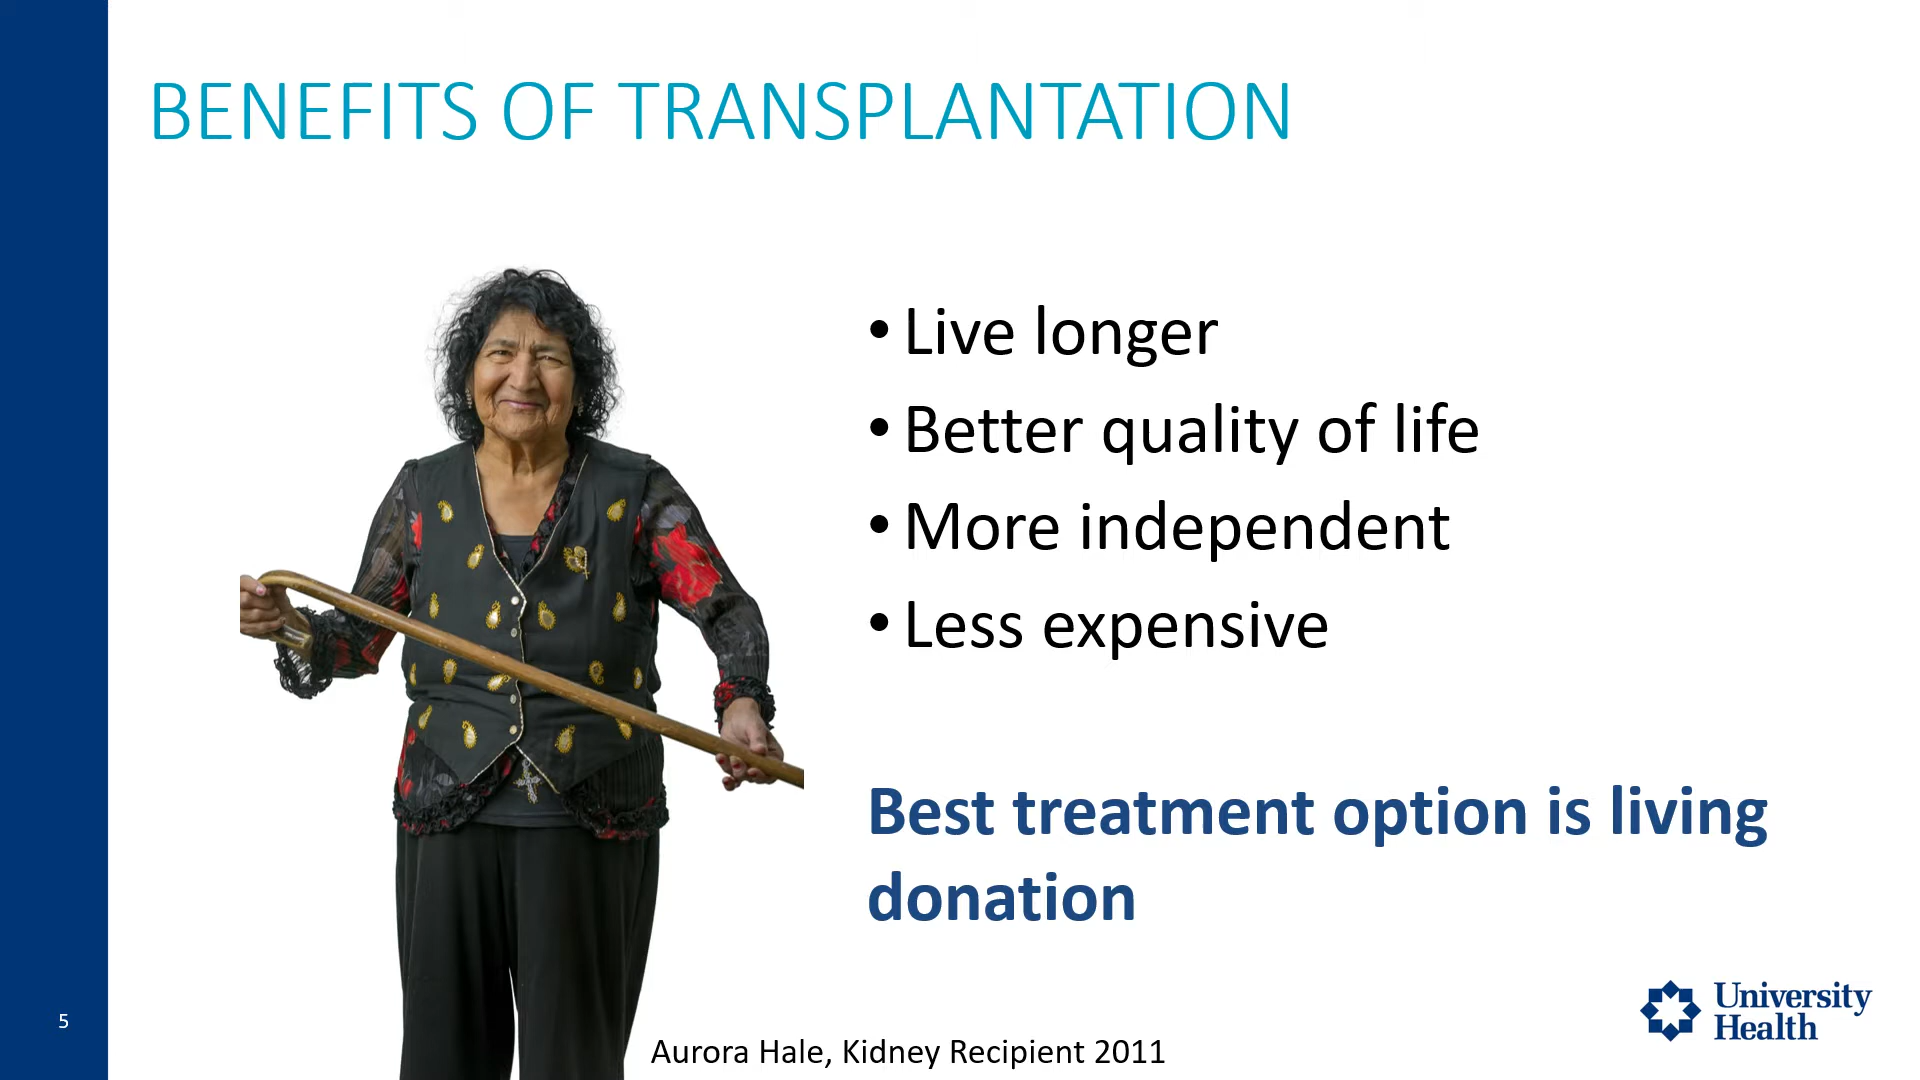 BENEFITS OF TRANSPLANTATION
• Live longer
• Better quality of life
• More independent
• Less expensive
Best treatment option is living
donation
University
Health
5
Aurora Hale, Kidney Recipient 2011